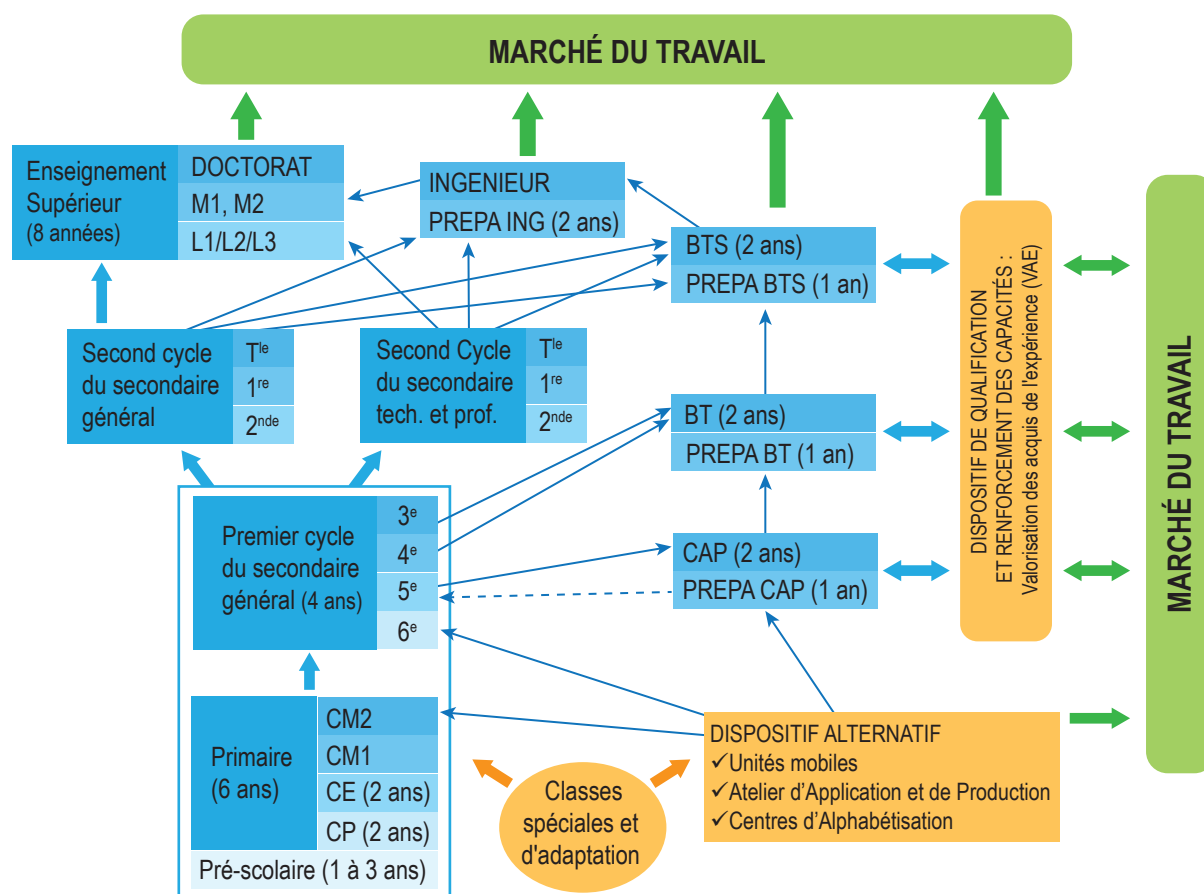 MARCHÉ DU TRAVAIL
Enseignement
Supérieur
(8 années)
DOCTORAT
M1, M2
L1/L2/L3
INGENIEUR
PREPA ING (2 ans)
BTS (2 ans)
PREPA BTS (1 an)
Second cycle
du secondaire
général
Tle
1re
2nde
Second Cycle
du secondaire
tech. et prof.
Tle
1re
2nde
BT (2 ans)
PREPA BT (1 an)
Premier cycle
du secondaire
général (4 ans)
3e
4e
5e
6e
CAP (2 ans)
PREPA CAP (1 an)
DISPOSITIF DE QUALIFICATION
ET RENFORCEMENT DES CAPACITÉS :
Valorisation des acquis de l'expérience (VAE)
MARCHÉ DU TRAVAIL
Primaire
(6 ans)
CM2
CM1
CE (2 ans)
CP (2 ans)
Pré-scolaire (1 à 3 ans)
Classes
spéciales et
d'adaptation
DISPOSITIF ALTERNATIF
✓Unités mobiles
✓Atelier d’Application et de Production
✓Centres d’Alphabétisation